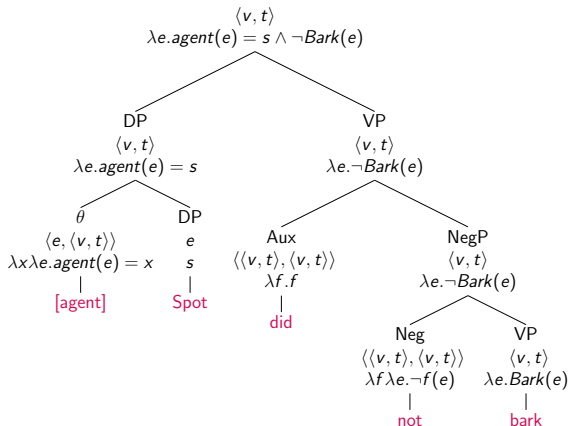 ⟨v, t⟩
λe.agent(e) = s ∧ ¬Bark(e)
DP
⟨v, t⟩
λe.agent(e) = s
VP
⟨v, t⟩
λe.¬Bark(e)
θ
⟨e, ⟨v, t⟩⟩
λxλe.agent(e) = x
[agent]
DP
e
s
Spot
Aux
⟨⟨v, t⟩, ⟨v, t⟩⟩
λf.f
did
NegP
⟨v, t⟩
λe.¬Bark(e)
Neg
⟨⟨v, t⟩, ⟨v, t⟩⟩
λfλe.¬f(e)
not
VP
⟨v, t⟩
λe.Bark(e)
bark